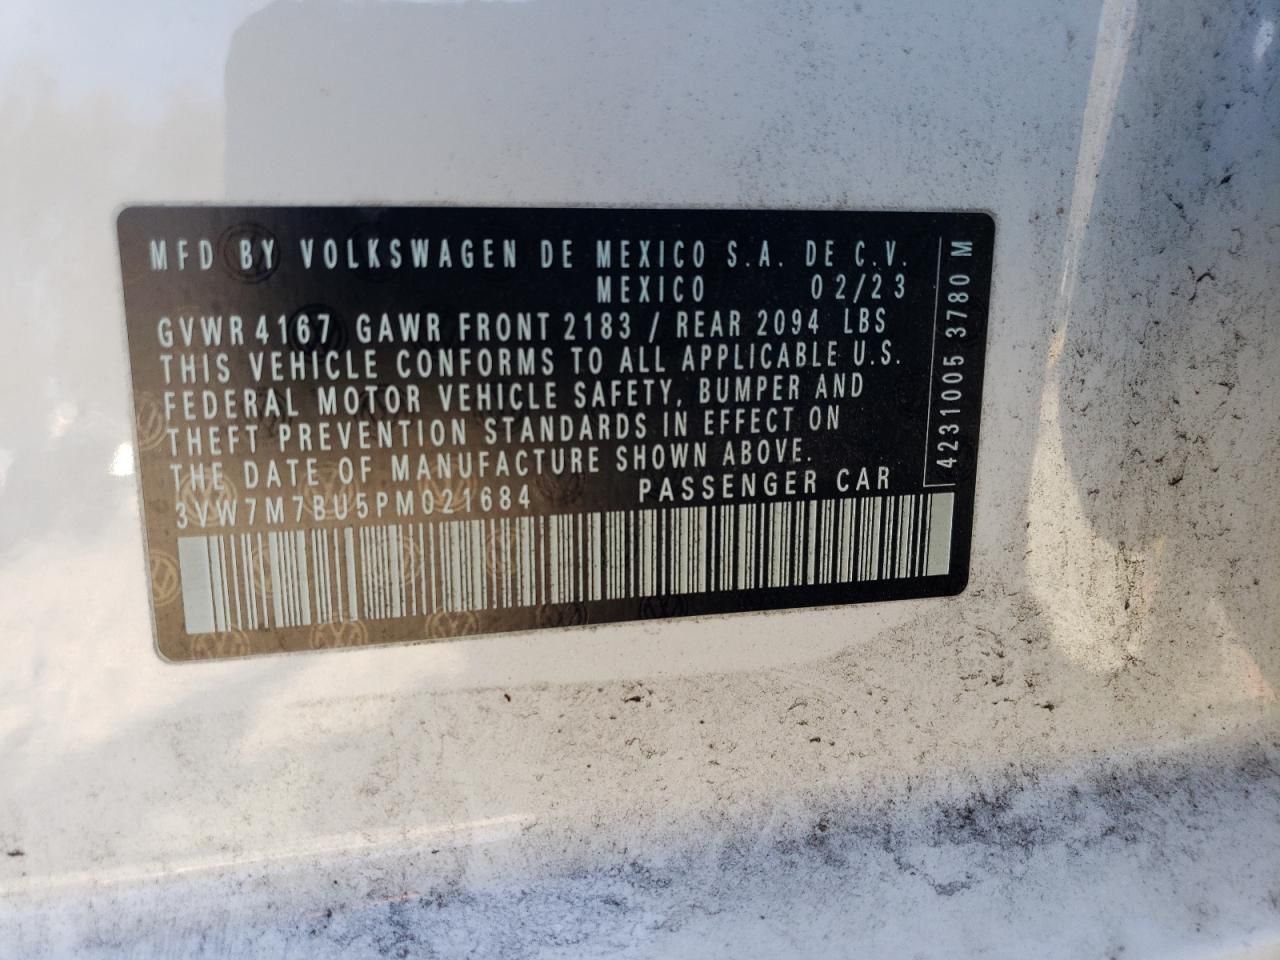 MFD BY VOLKSWAGEN DE MEXICO S.A. DE C.V.
MEXICO 02/23
GVWR 4167 GAWR FRONT 2183 / REAR 2094 LBS
THIS VEHICLE CONFORMS TO ALL APPLICABLE U.S.
FEDERAL MOTOR VEHICLE SAFETY, BUMPER AND
THEFT PREVENTION STANDARDS IN EFFECT ON
THE DATE OF MANUFACTURE SHOWN ABOVE.
3VW7M7BU5PM021684 PASSENGER CAR
4231005 3780 M